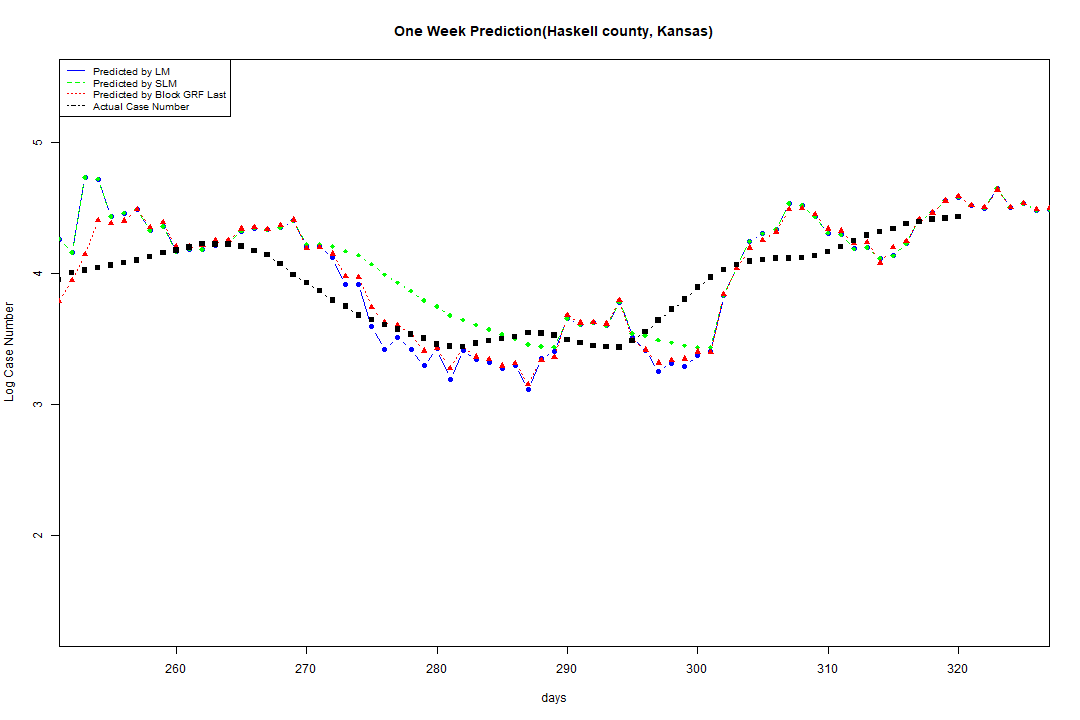 One Week Prediction(Haskell county, Kansas)
Predicted by LM
Predicted by SLM
Predicted by Block GRF Last
Actual Case Number
5
4
3
2
Log Case Number
260 270 280 290 300 310 320
days